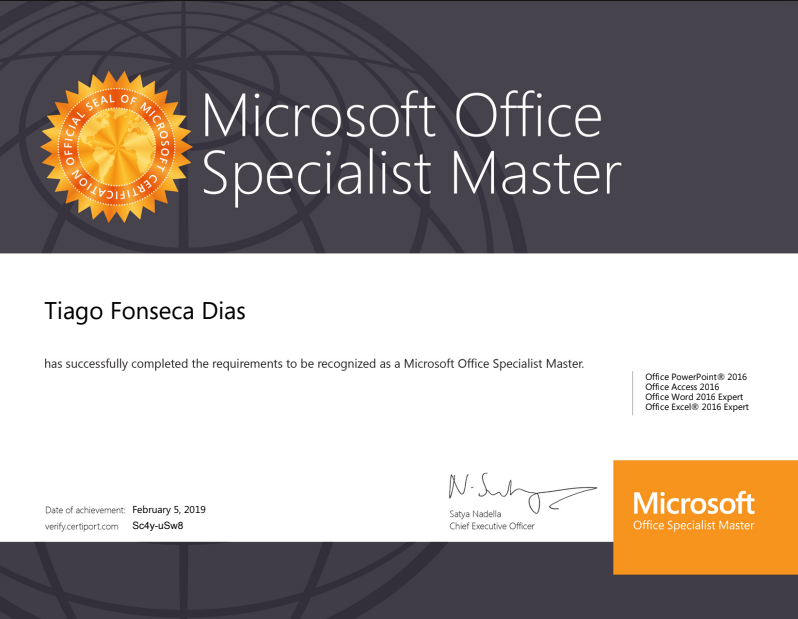 OFFICIAL SEAL OF MICROSOFT CERTIFICATION
Microsoft Office
Specialist Master
Tiago Fonseca Dias
has successfully completed the requirements to be recognized as a Microsoft Office Specialist Master.
Office PowerPoint® 2016
Office Access 2016
Office Word 2016 Expert
Office Excel® 2016 Expert
Date of achievement: February 5, 2019
verify.certiport.com Sc4y-uSw8
Satya Nadella
Chief Executive Officer
Microsoft
Office Specialist Master